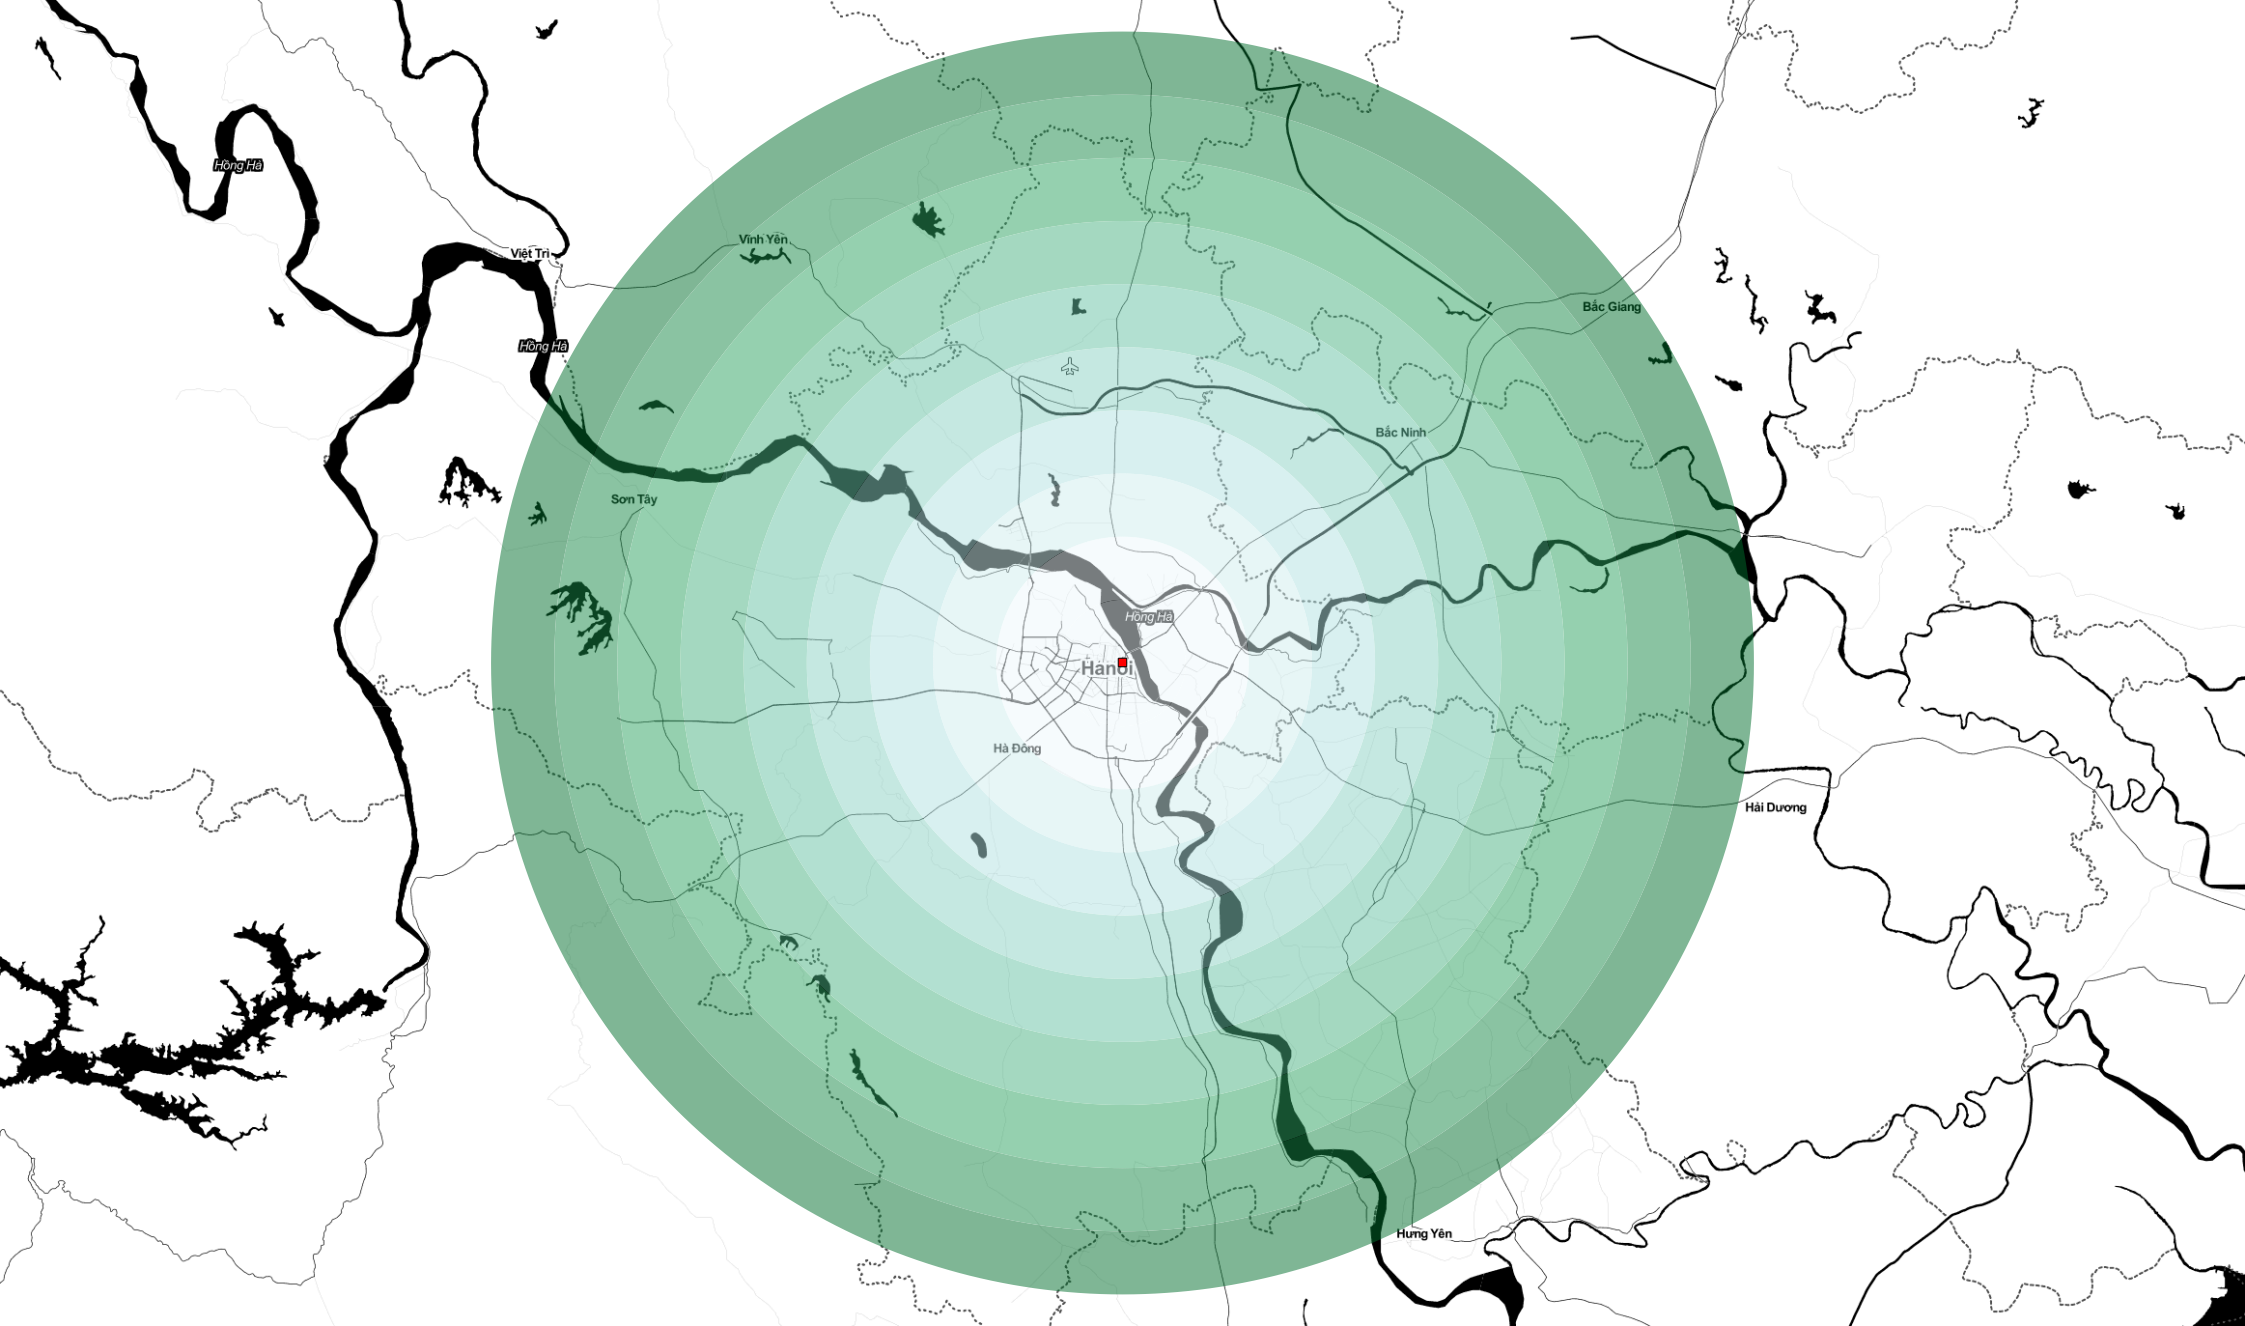 Hồng Hà
Vĩnh Yên
Việt Trì
Bắc Giang
Hồng Hà
Bắc Ninh
Sơn Tây
Hồng Hà
Hanoi
Hà Đông
Hải Dương
Hưng Yên